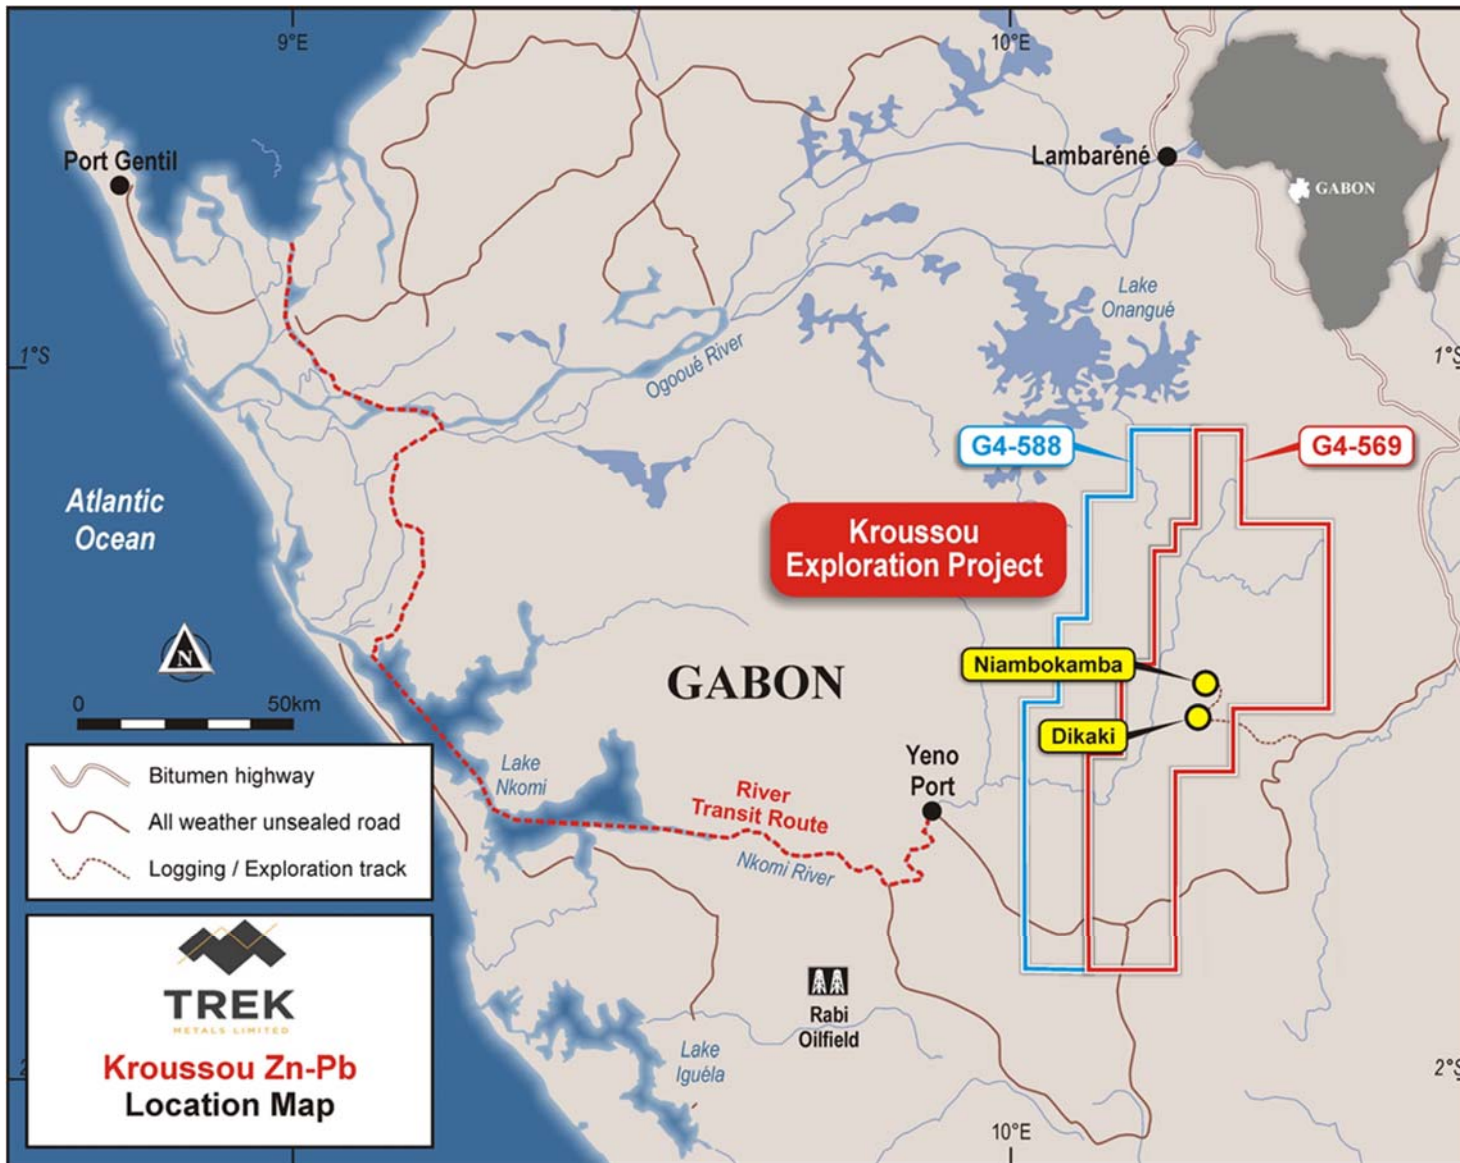 9°E
10°E
Port Gentil
Lambaréné
GABON
Lake
Onangué
1°S
1°S
Ogooué River
G4-588
G4-569
Atlantic
Ocean
Kroussou
Exploration Project
N
Niambokamba
GABON
0
50km
Dikaki
Yeno
Port
Lake
Nkomi
River
Transit Route
Nkomi River
Bitumen highway
All weather unsealed road
Logging / Exploration track
Rabi
Oilfield
TREK
METALS LIMITED
Kroussou Zn-Pb
Location Map
Lake
Iguéla
2°S
10°E